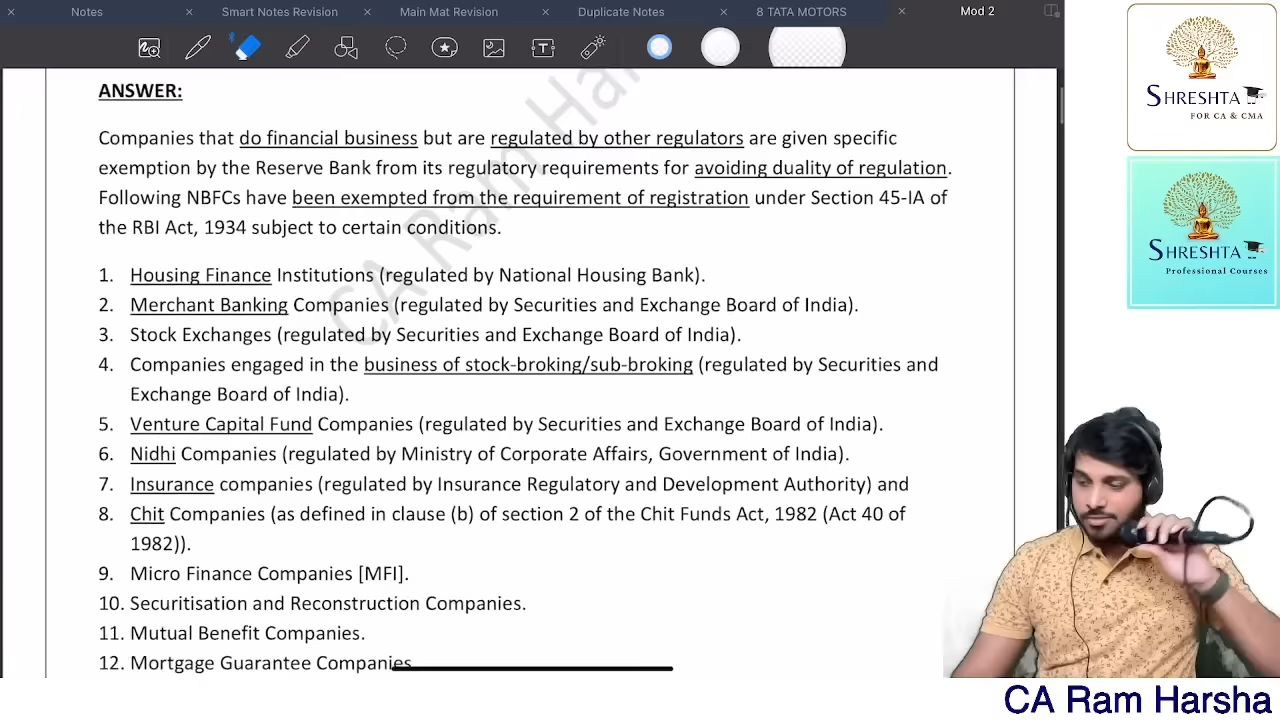 Notes
Smart Notes Revision
Main Mat Revision
Duplicate Notes
8 TATA MOTORS
Mod 2
ANSWER:
Companies that do financial business but are regulated by other regulators are given specific
exemption by the Reserve Bank from its regulatory requirements for avoiding duality of regulation.
Following NBFCs have been exempted from the requirement of registration under Section 45-IA of
the RBI Act, 1934 subject to certain conditions.
1. Housing Finance Institutions (regulated by National Housing Bank).
2. Merchant Banking Companies (regulated by Securities and Exchange Board of India).
3. Stock Exchanges (regulated by Securities and Exchange Board of India).
4. Companies engaged in the business of stock-broking/sub-broking (regulated by Securities and
Exchange Board of India).
5. Venture Capital Fund Companies (regulated by Securities and Exchange Board of India).
6. Nidhi Companies (regulated by Ministry of Corporate Affairs, Government of India).
7. Insurance companies (regulated by Insurance Regulatory and Development Authority) and
8. Chit Companies (as defined in clause (b) of section 2 of the Chit Funds Act, 1982 (Act 40 of
1982)).
9. Micro Finance Companies [MFI].
10. Securitisation and Reconstruction Companies.
11. Mutual Benefit Companies.
12. Mortgage Guarantee Companies
CA Ram Har
SHRESHTA
FOR CA & CMA
SHRESHTA
Professional Courses
CA Ram Harsha